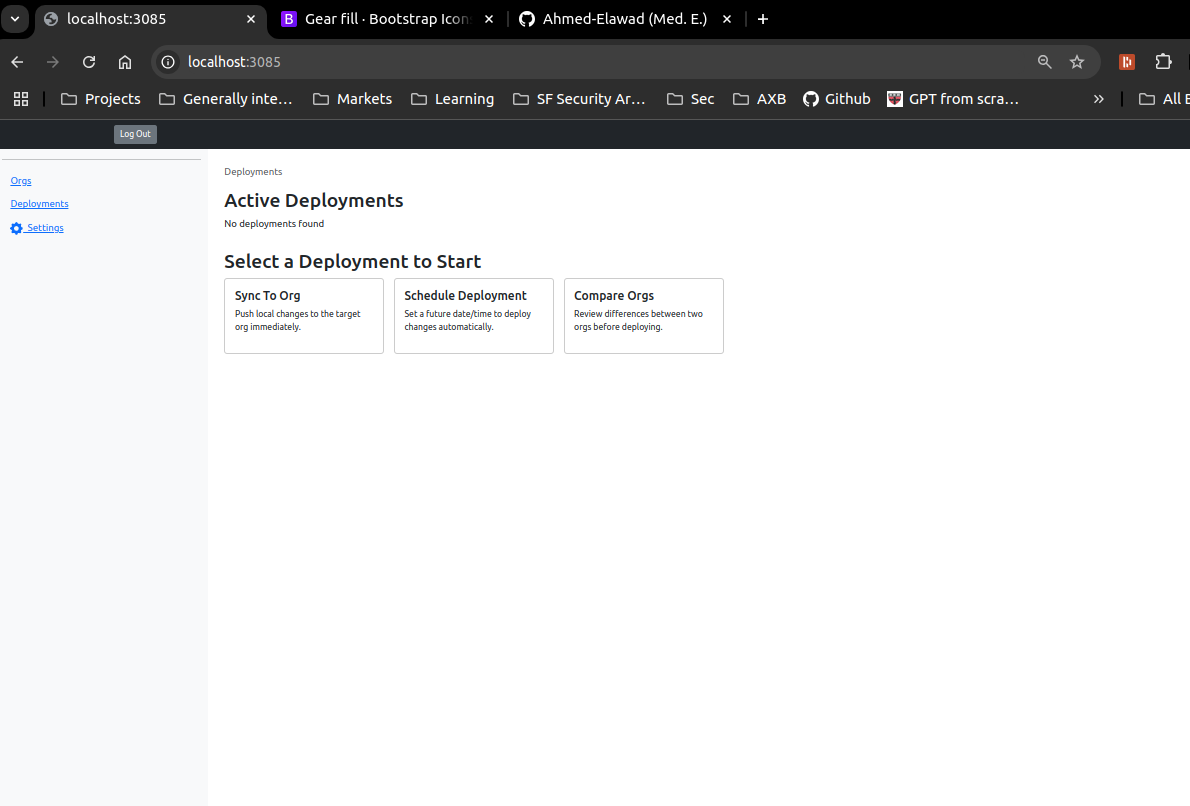 localhost:3085
Gear fill · Bootstrap Icon
Ahmed-Elawad (Med. E.)
localhost:3085
Projects
Generally inte…
Markets
Learning
SF Security Ar…
Sec
AXB
Github
GPT from scra…
All
Log Out
Orgs
Deployments
Settings
Deployments
Active Deployments
No deployments found
Select a Deployment to Start
Sync To Org
Push local changes to the target
org immediately.
Schedule Deployment
Set a future date/time to deploy
changes automatically.
Compare Orgs
Review differences between two
orgs before deploying.